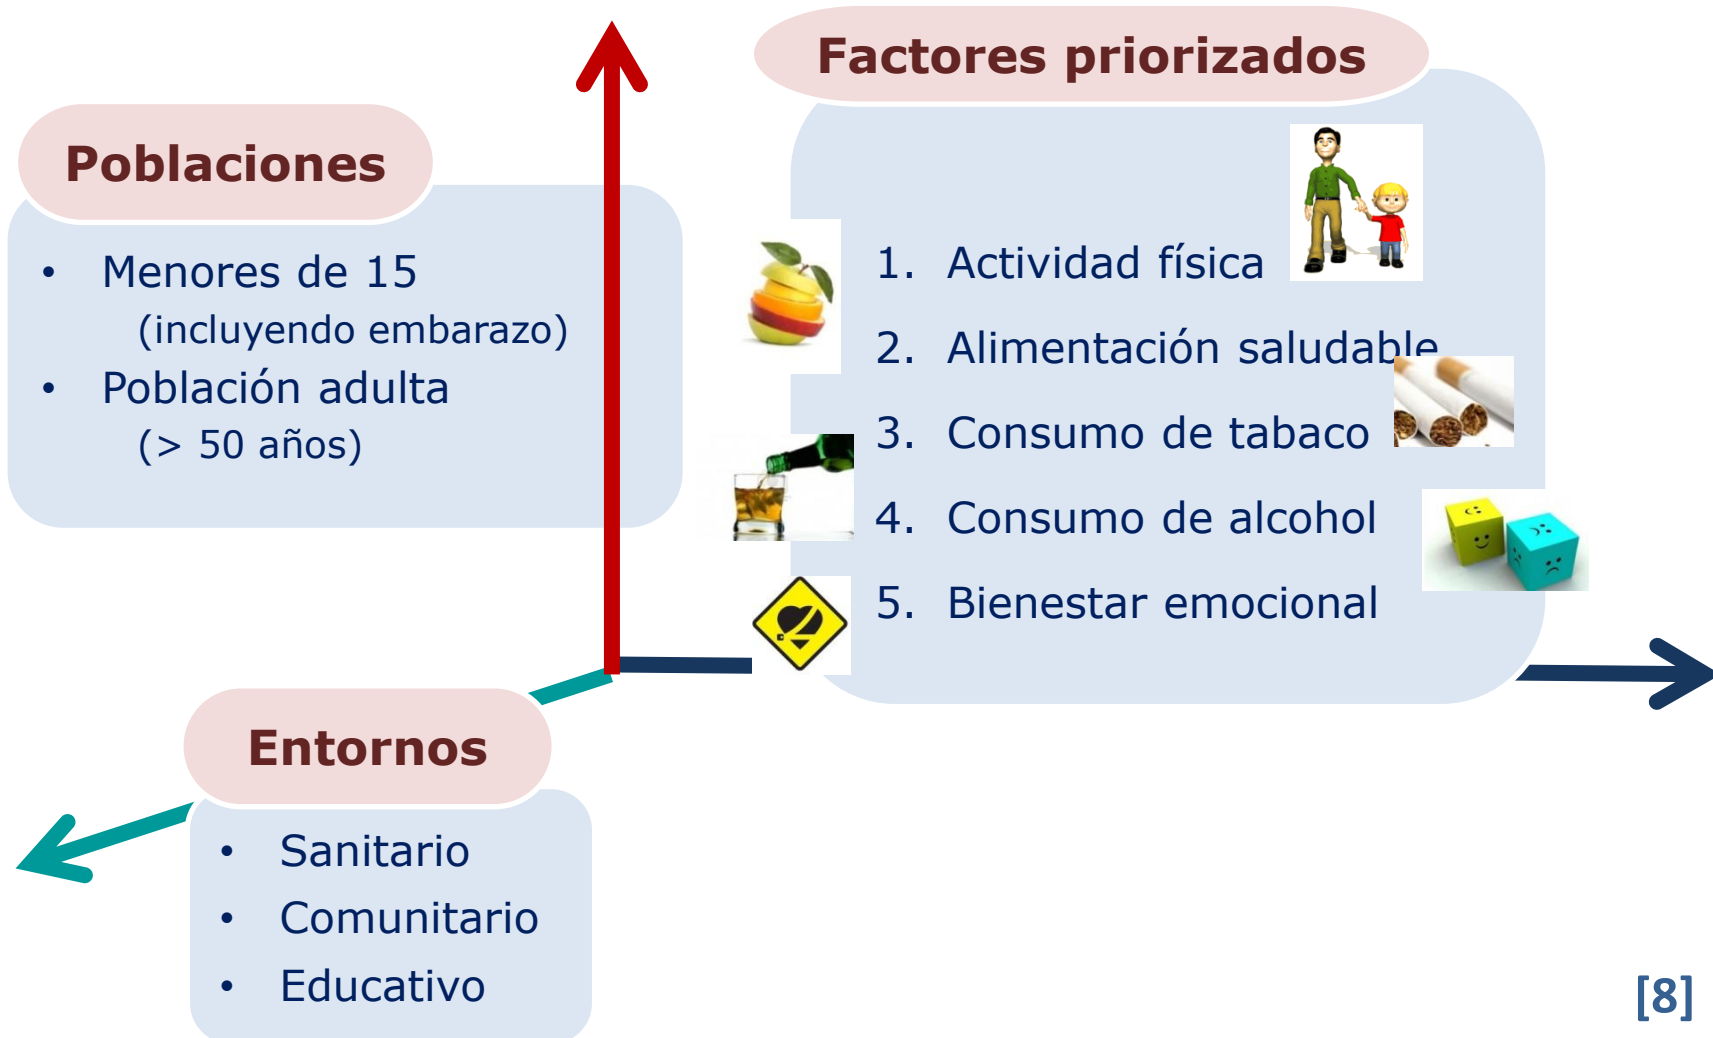 Factores priorizados
Poblaciones
• Menores de 15
(incluyendo embarazo)
• Población adulta
(> 50 años)
1. Actividad física
2. Alimentación saludable
3. Consumo de tabaco
4. Consumo de alcohol
5. Bienestar emocional
Entornos
• Sanitario
• Comunitario
• Educativo
[8]